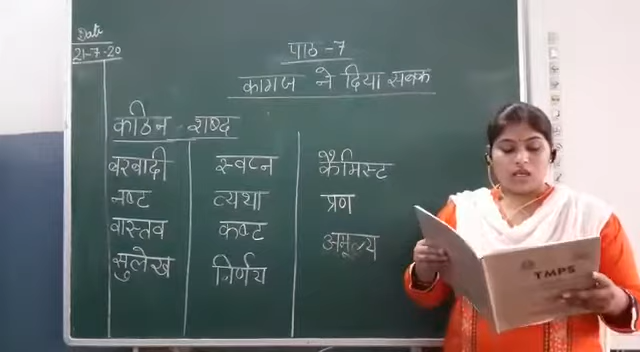 Date
21-7-20
पाठ -7
कागज ने दिया सबक
कठिन - शब्द
बरबादी
नष्ट
वास्तव
सुलेख
स्वप्न
व्यथा
कष्ट
निर्णय
कैमिस्ट
प्रण
अमूल्य
TMPS